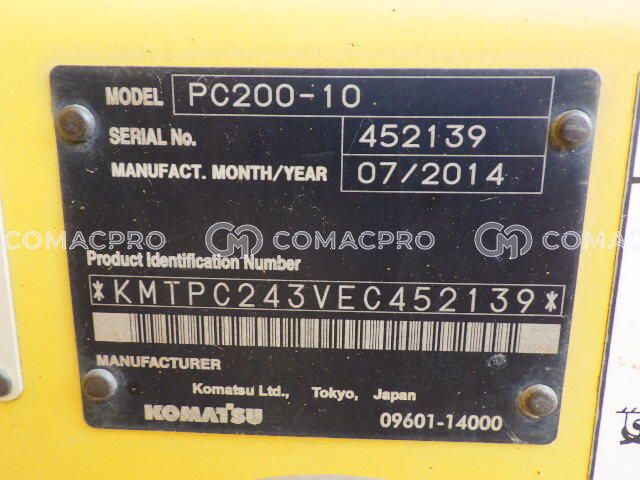 MODEL PC200-10
SERIAL No. 452139
MANUFACT. MONTH/YEAR 07/2014
COMACPRO COMACPRO COMACPRO
Product Identification Number
*KMTPC243VEC452139*
MANUFACTURER
Komatsu Ltd., Tokyo, Japan
KOMATSU 09601-14000